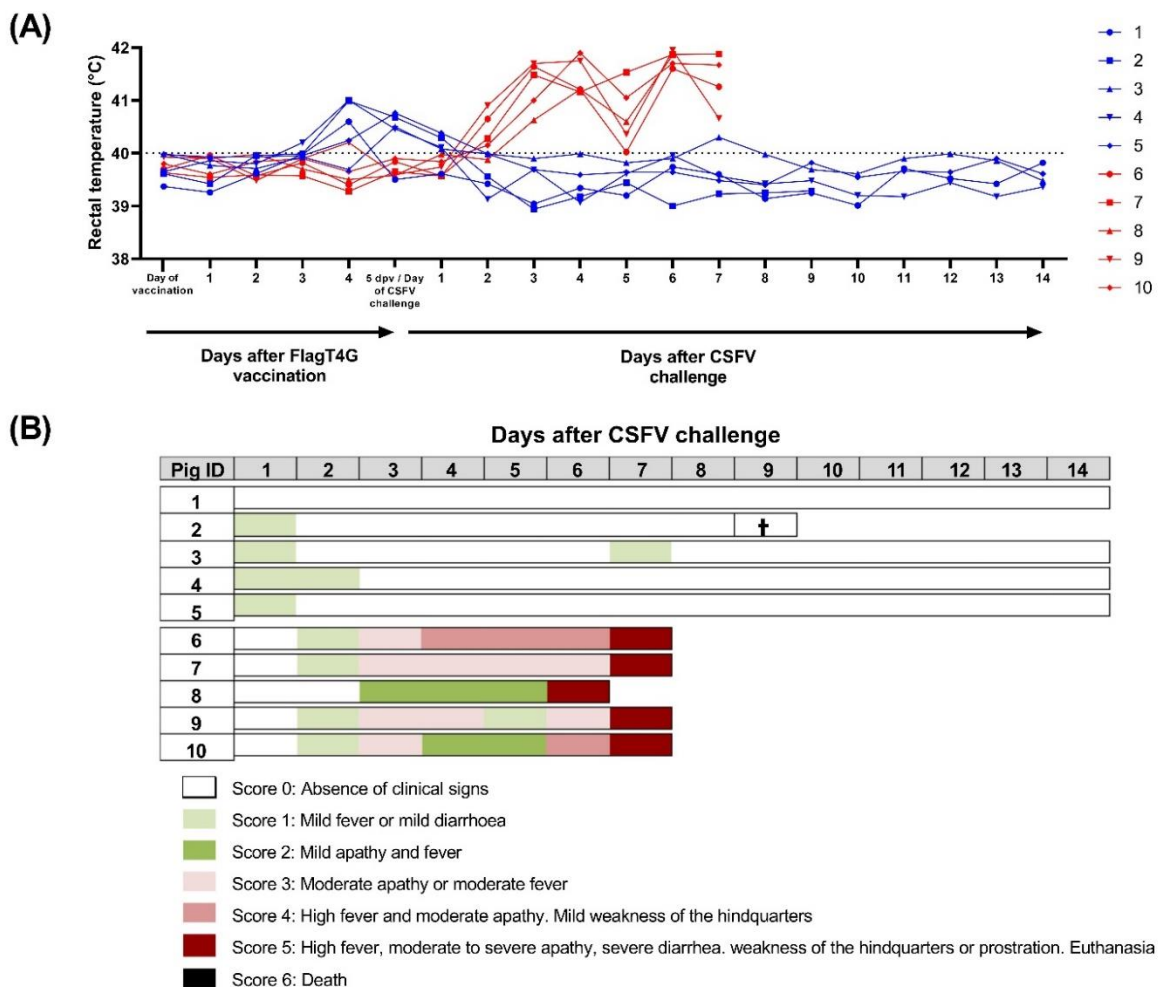 (A)
Rectal temperature (°C)
42
41
40
39
38
Day of
vaccination
1
2
3
4
5 dpv / Day
of CSFV
challenge
1
2
3
4
5
6
7
8
9
10
11
12
13
14
Days after FlagT4G
vaccination
Days after CSFV
challenge
1
2
3
4
5
6
7
8
9
10
(B)
Days after CSFV challenge
Pig ID 1 2 3 4 5 6 7 8 9 10 11 12 13 14
1
2
3
4
5
6
7
8
9
10
Score 0: Absence of clinical signs
Score 1: Mild fever or mild diarrhoea
Score 2: Mild apathy and fever
Score 3: Moderate apathy or moderate fever
Score 4: High fever and moderate apathy. Mild weakness of the hindquarters
Score 5: High fever, moderate to severe apathy, severe diarrhea. weakness of the hindquarters or prostration. Euthanasia
Score 6: Death